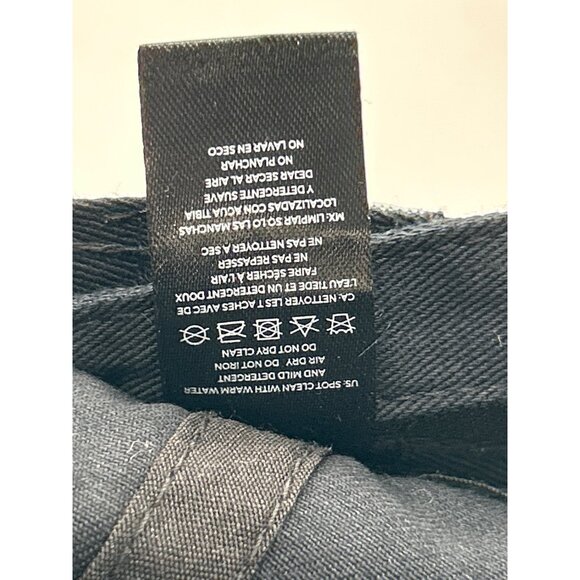 US: SPOT CLEAN WITH WARM WATER
AND MILD DETERGENT
AIR DRY DO NOT IRON
DO NOT DRY CLEAN
CA: NETTOYER LES TACHES AVEC DE
L'EAU TIEDE ET UN DETERGENT DOUX
FAIRE SÉCHER À L'AIR
NE PAS REPASSER
NE PAS NETTOYER A SEC
MX: LIMPIAR SOLO LAS MANCHAS
LOCALIZADAS CON AGUA TIBIA
Y DETERGENTE SUAVE
DEJAR SECAR AL AIRE
NO PLANCHAR
NO LAVAR EN SECO